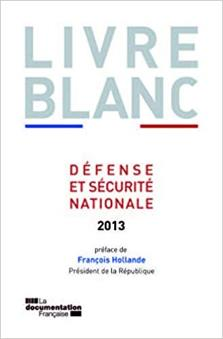 LIVRE
BLANC
DÉFENSE
ET SÉCURITÉ
NATIONALE
2013
préface de
François Hollande
Président de la République
La
documentation
Française